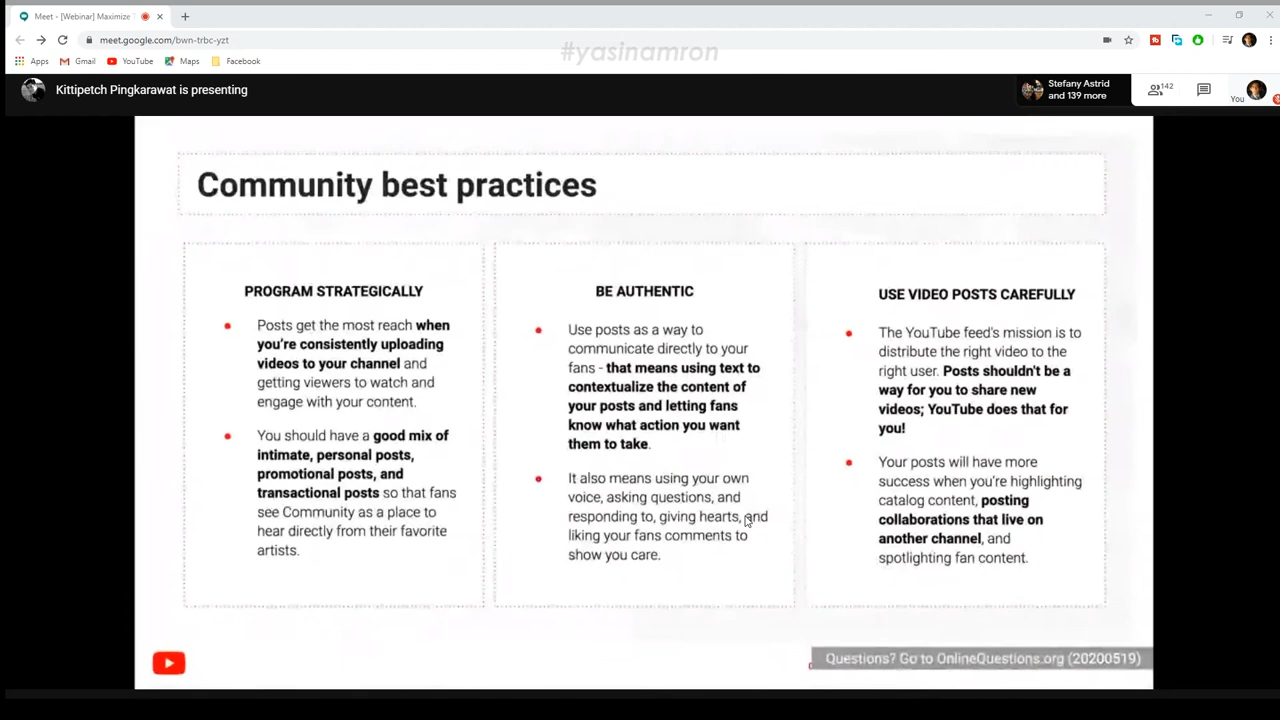 Meet - [Webinar] Maximize
meet.google.com/bwn-trbc-yzt
#yasinamron
Apps
Gmail
YouTube
Maps
Facebook
Kittipetch Pingkarawat is presenting
Stefany Astrid
and 139 more
142
You
Community best practices
PROGRAM STRATEGICALLY
Posts get the most reach when
you're consistently uploading
videos to your channel and
getting viewers to watch and
engage with your content.
You should have a good mix of
intimate, personal posts,
promotional posts, and
transactional posts so that fans
see Community as a place to
hear directly from their favorite
artists.
BE AUTHENTIC
Use posts as a way to
communicate directly to your
fans - that means using text to
contextualize the content of
your posts and letting fans
know what action you want
them to take.
It also means using your own
voice, asking questions, and
responding to, giving hearts, and
liking your fans comments to
show you care.
USE VIDEO POSTS CAREFULLY
The YouTube feed's mission is to
distribute the right video to the
right user. Posts shouldn't be a
way for you to share new
videos; YouTube does that for
you!
Your posts will have more
success when you're highlighting
catalog content, posting
collaborations that live on
another channel, and
spotlighting fan content.
Questions? Go to OnlineQuestions.org (20200519)